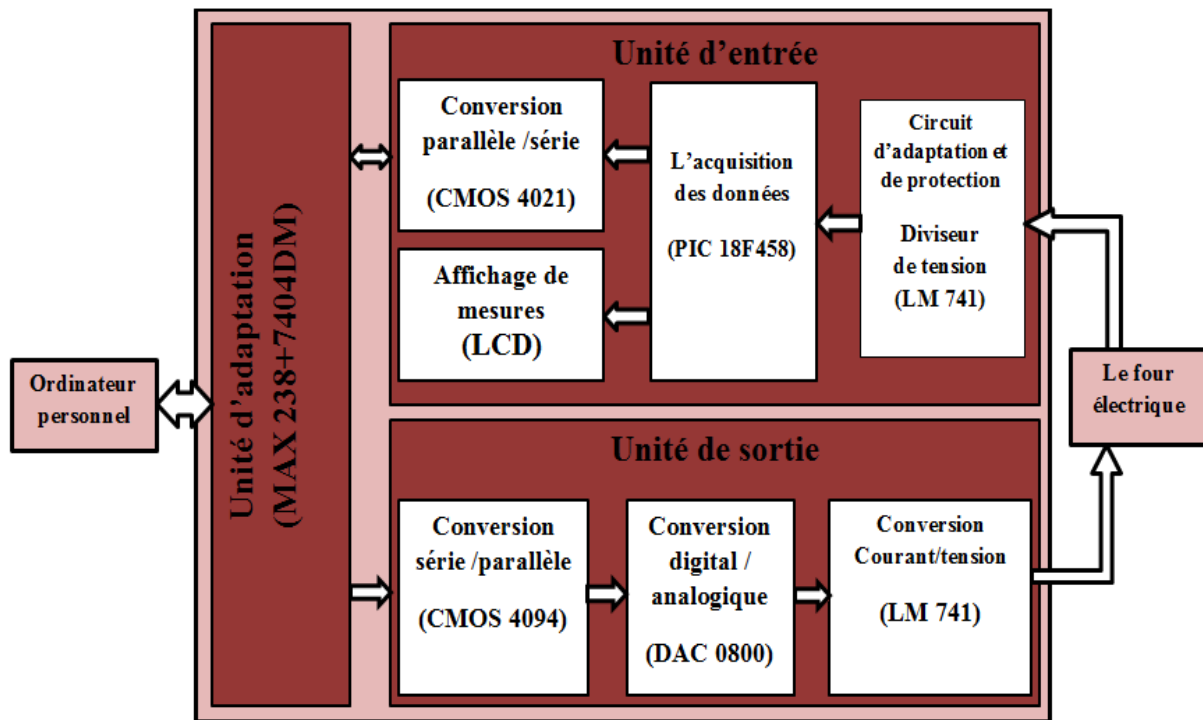 Unité d’adaptation
(MAX 238+7404DM)
Unité d’entrée
Conversion
parallèle /série
(CMOS 4021)
Affichage de
mesures
(LCD)
L’acquisition
des données
(PIC 18F458)
Circuit
d’adaptation et
de protection
Diviseur
de tension
(LM 741)
Ordinateur
personnel
Le four
électrique
Unité de sortie
Conversion
série /parallèle
(CMOS 4094)
Conversion
digital /
analogique
(DAC 0800)
Conversion
Courant/tension
(LM 741)